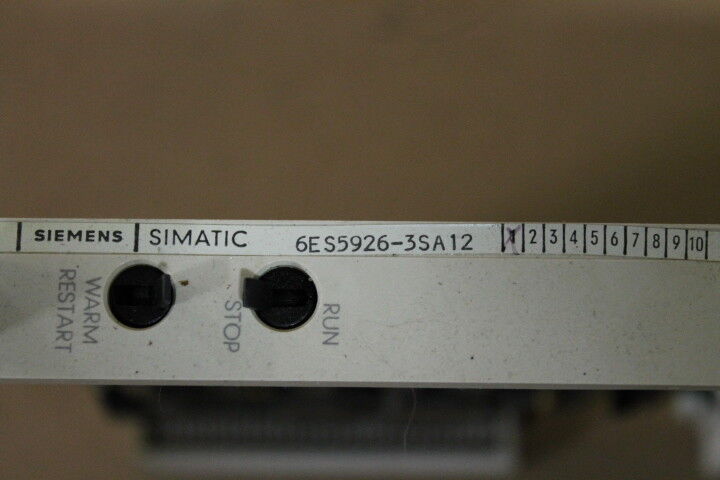 SIEMENS SIMATIC 6ES5926-3SA12 1 2 3 4 5 6 7 8 9 10
WARM
RESTART
STOP
RUN